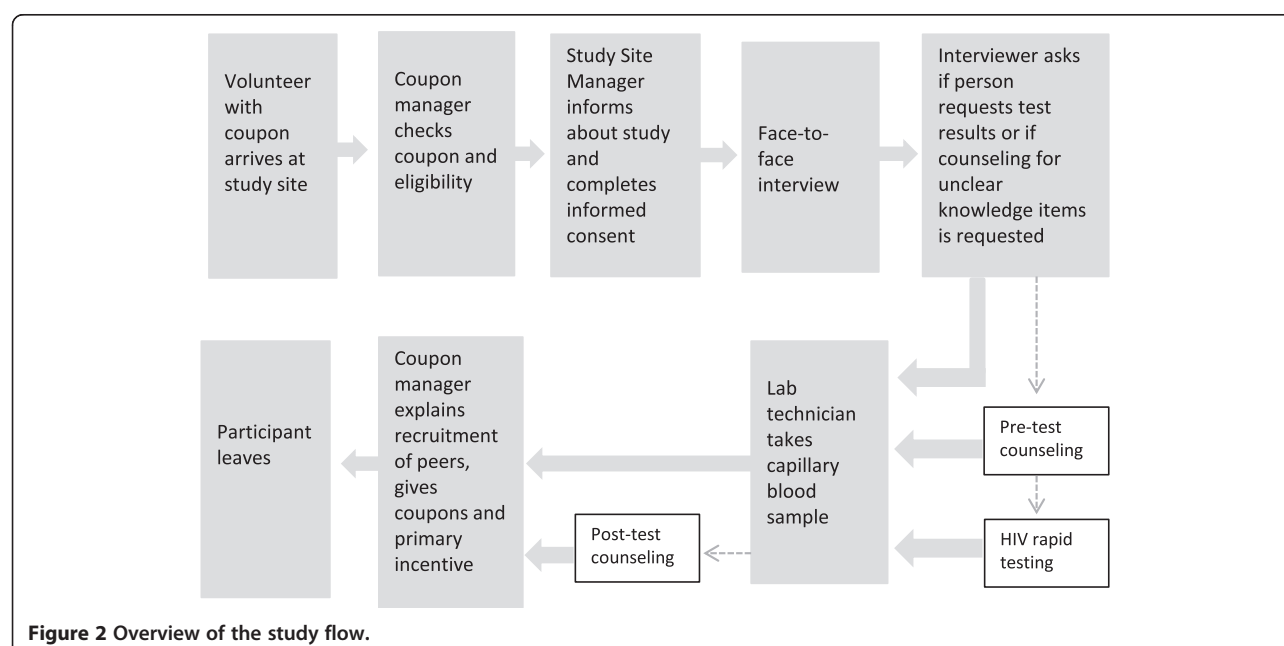 Volunteer
with
coupon
arrives at
study site
Coupon
manager
checks
coupon and
eligibility
Study Site
Manager
informs
about study
and
completes
informed
consent
Face-to-
face
interview
Interviewer asks
if person
requests test
results or if
counseling for
unclear
knowledge items
is requested
Pre-test
counseling
HIV rapid
testing
Lab
technician
takes
capillary
blood
sample
Post-test
counseling
Coupon
manager
explains
recruitment
of peers,
gives
coupons and
primary
incentive
Participant
leaves
Figure 2 Overview of the study flow.